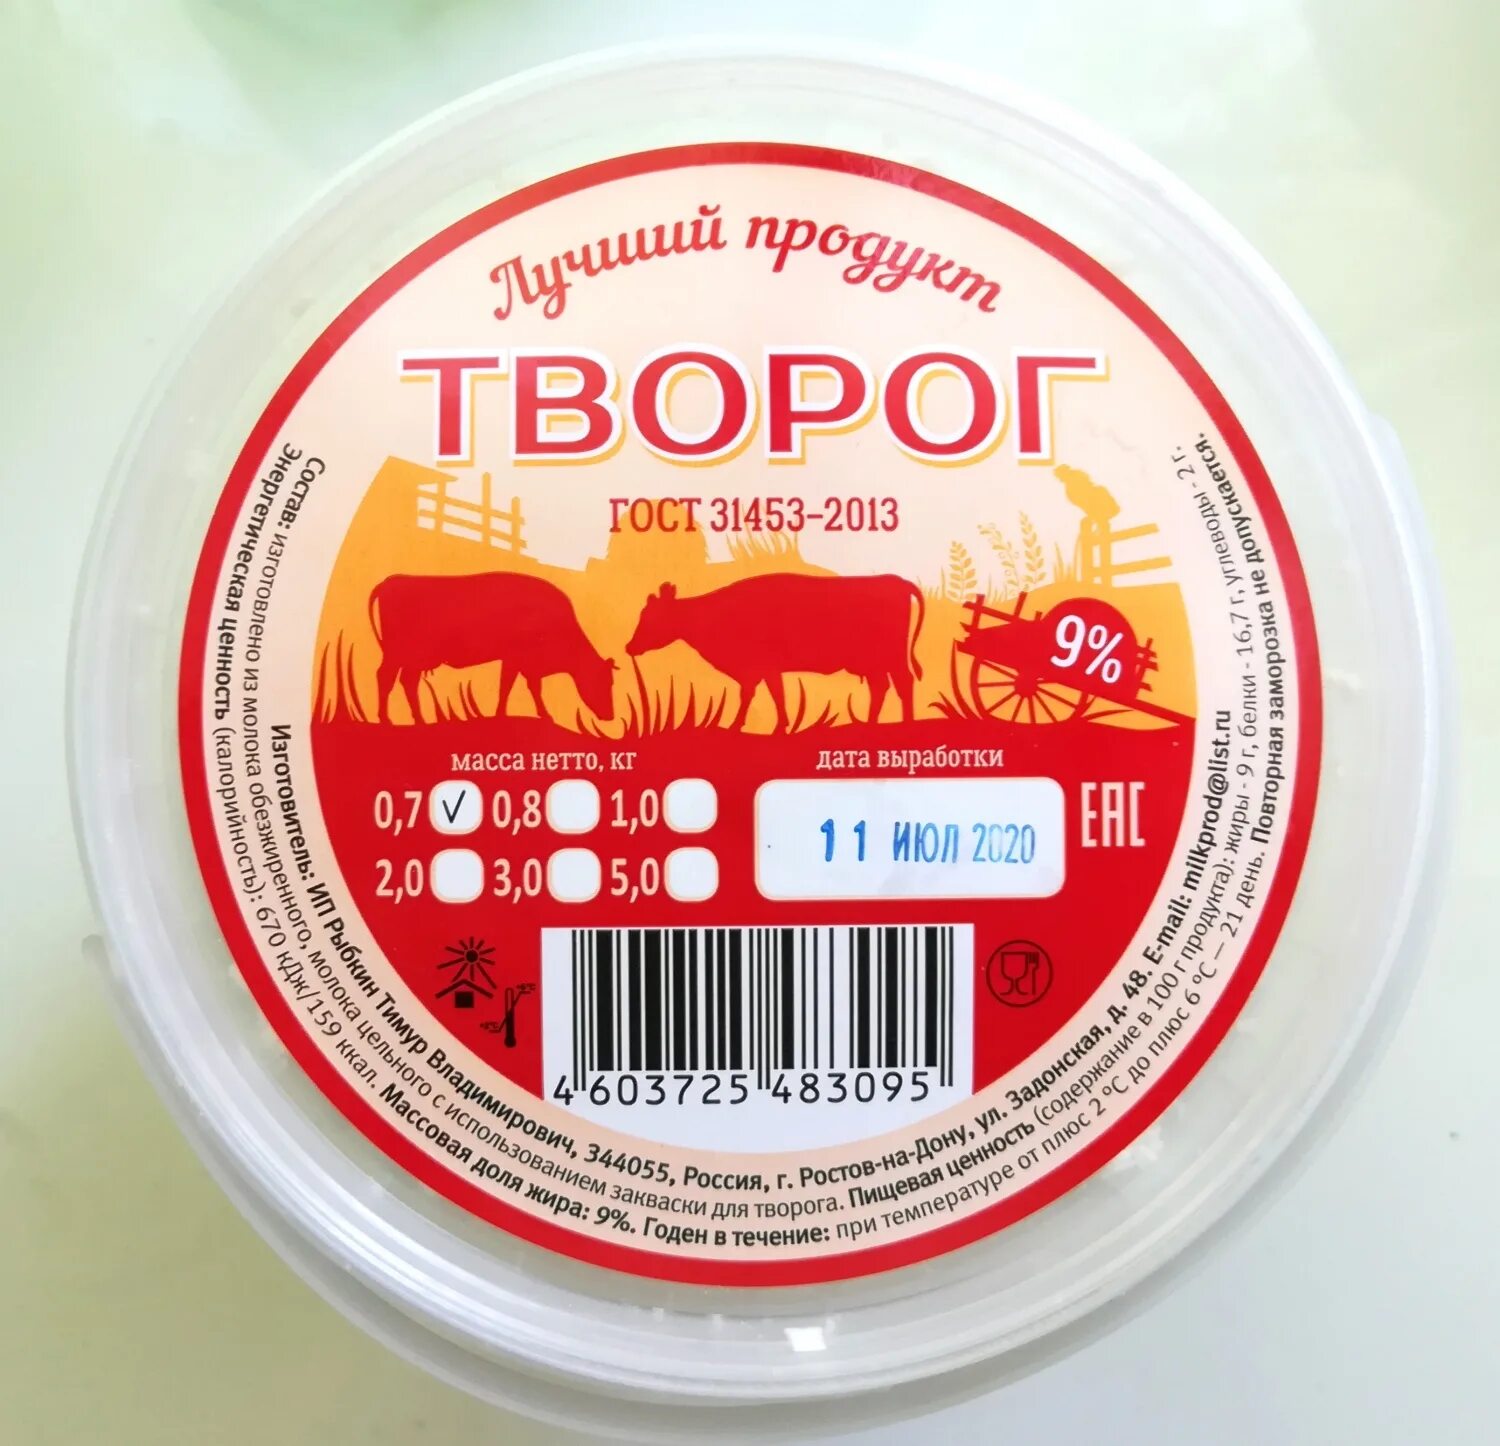 Лучший продукт
ТВОРОГ
ГОСТ 31453-2013
9%
масса нетто, кг
0,7 ✓ 0,8 1,0
2,0 3,0 5,0
дата выработки
11 ИЮЛ 2020
EAC
+6°C
+2°C
4 603725 483095
Изготовитель: ИП Рыбкин Тимур Владимирович, 344055, Россия, г. Ростов-на-Дону, ул. Задонская, д. 48. E-mail: milkprod@list.ru
Состав: изготовлено из молока обезжиренного, молока цельного с использованием закваски для творога. Пищевая ценность (содержание в 100 г продукта): жиры - 9 г, белки - 16,7 г, углеводы - 2 г.
Энергетическая ценность (калорийность): 670 кДж/159 ккал. Массовая доля жира: 9%. Годен в течение: при температуре от плюс 2 °C до плюс 6 °C — 21 день. Повторная заморозка не допускается.